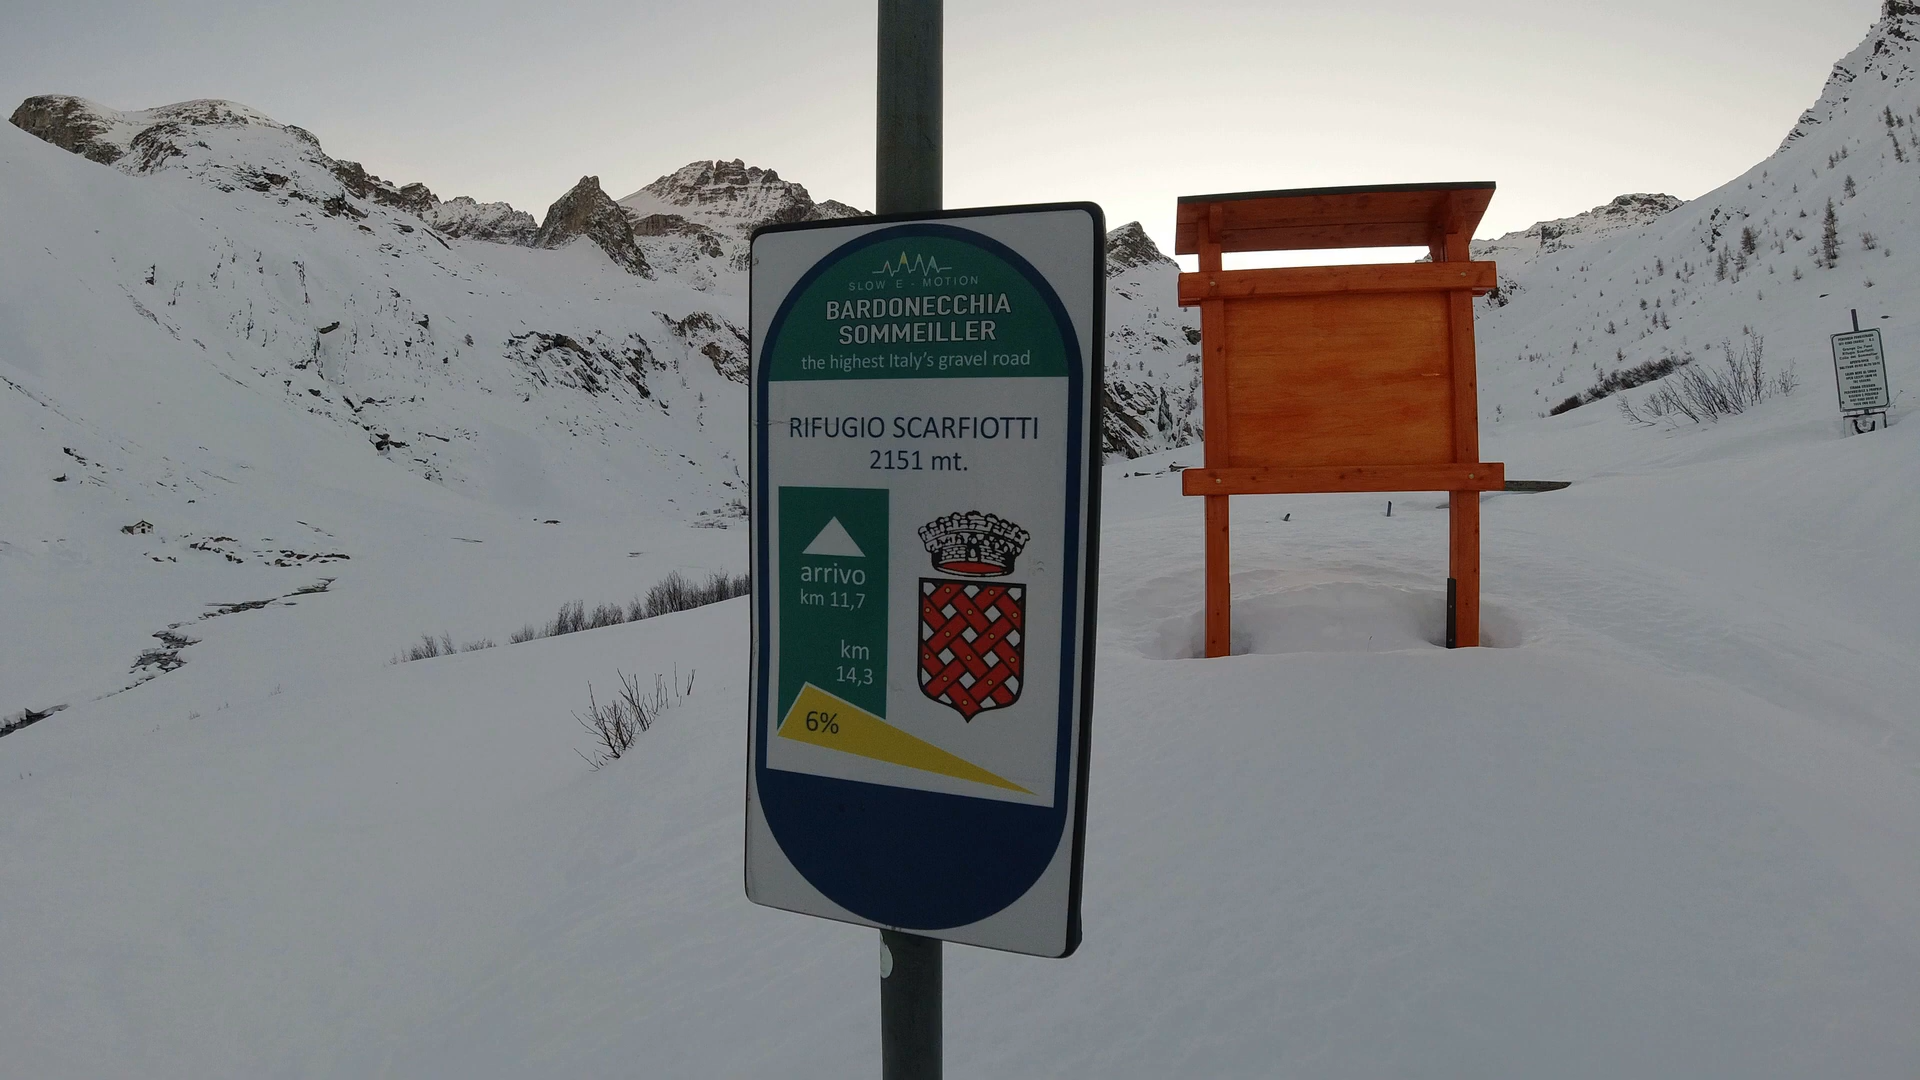 SLOW E - MOTION
BARDONECCHIA
SOMMEILLER
the highest Italy's gravel road
RIFUGIO SCARFIOTTI
2151 mt.
arrivo
km 11,7
km
14,3
6%